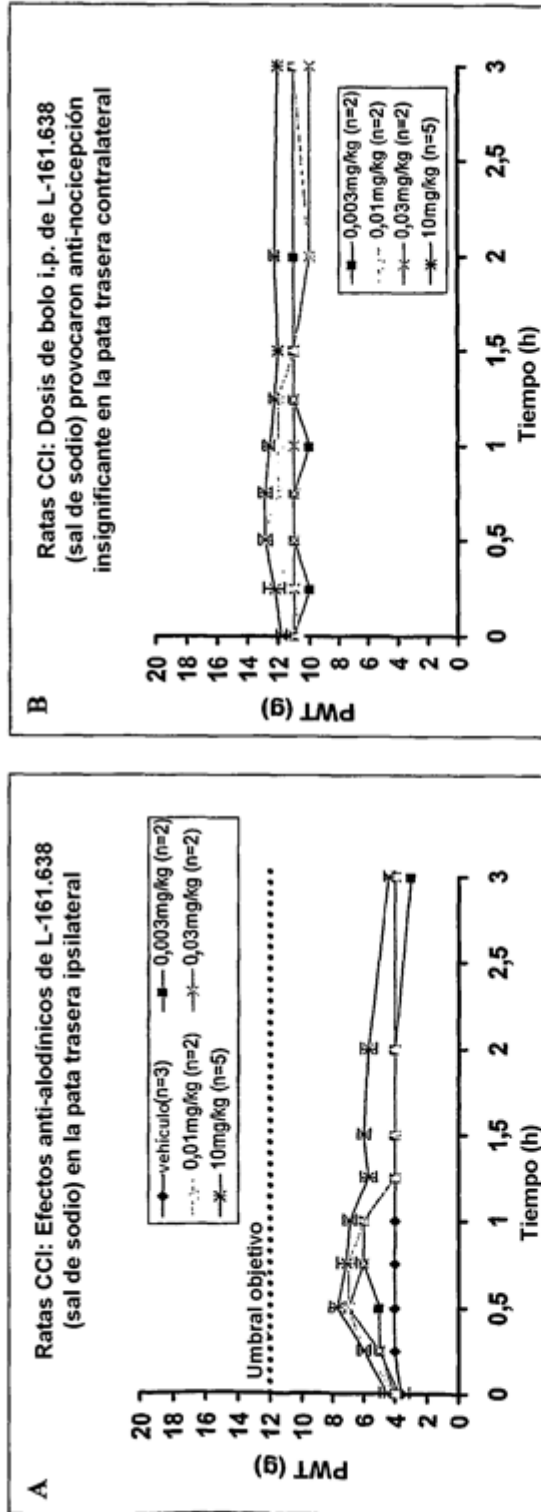 A
Ratas CCI: Efectos anti-alodínicos de L-161.638
(sal de sodio) en la pata trasera ipsilateral
vehículo(n=3)
0,003mg/kg (n=2)
0,01mg/kg (n=2)
0,03mg/kg (n=2)
10mg/kg (n=5)
Umbral objetivo
PWT (g)
20
18
16
14
12
10
8
6
4
2
0
0
0,5
1
1,5
2
2,5
3
Tiempo (h)
B
Ratas CCI: Dosis de bolo i.p. de L-161.638
(sal de sodio) provocaron anti-nocicepción
insignificante en la pata trasera contralateral
PWT (g)
20
18
16
14
12
10
8
6
4
2
0
0,003mg/kg (n=2)
0,01mg/kg (n=2)
0,03mg/kg (n=2)
10mg/kg (n=5)
0
0,5
1
1,5
2
2,5
3
Tiempo (h)